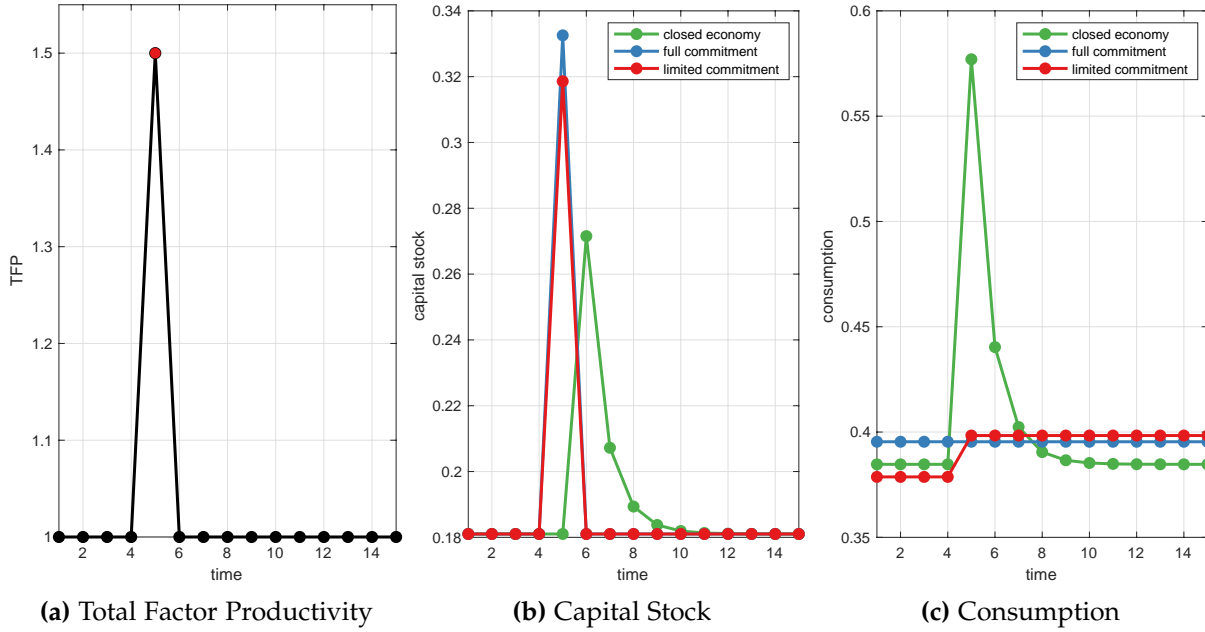 1.5
1.4
1.3
1.2
1.1
1
TFP
2 4 6 8 10 12 14
time
(a) Total Factor Productivity
0.34
0.32
0.3
0.28
0.26
0.24
0.22
0.2
0.18
capital stock
closed economy
full commitment
limited commitment
2 4 6 8 10 12 14
time
(b) Capital Stock
0.6
0.55
0.5
0.45
0.4
0.35
consumption
closed economy
full commitment
limited commitment
2 4 6 8 10 12 14
time
(c) Consumption